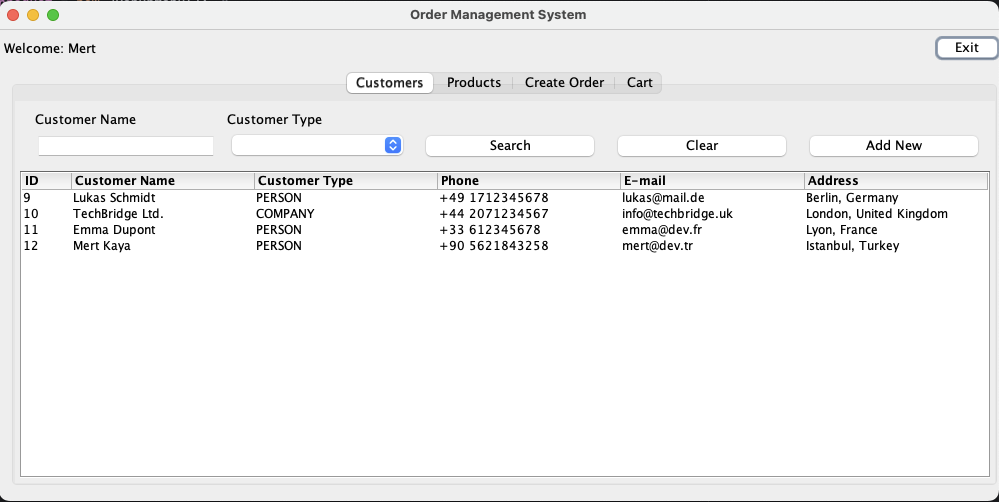 Order Management System
Welcome: Mert
Exit
Customers Products Create Order Cart
Customer Name Customer Type
Search Clear Add New
ID Customer Name Customer Type Phone E-mail Address
9 Lukas Schmidt PERSON +49 1712345678 lukas@mail.de Berlin, Germany
10 TechBridge Ltd. COMPANY +44 2071234567 info@techbridge.uk London, United Kingdom
11 Emma Dupont PERSON +33 612345678 emma@dev.fr Lyon, France
12 Mert Kaya PERSON +90 5621843258 mert@dev.tr Istanbul, Turkey